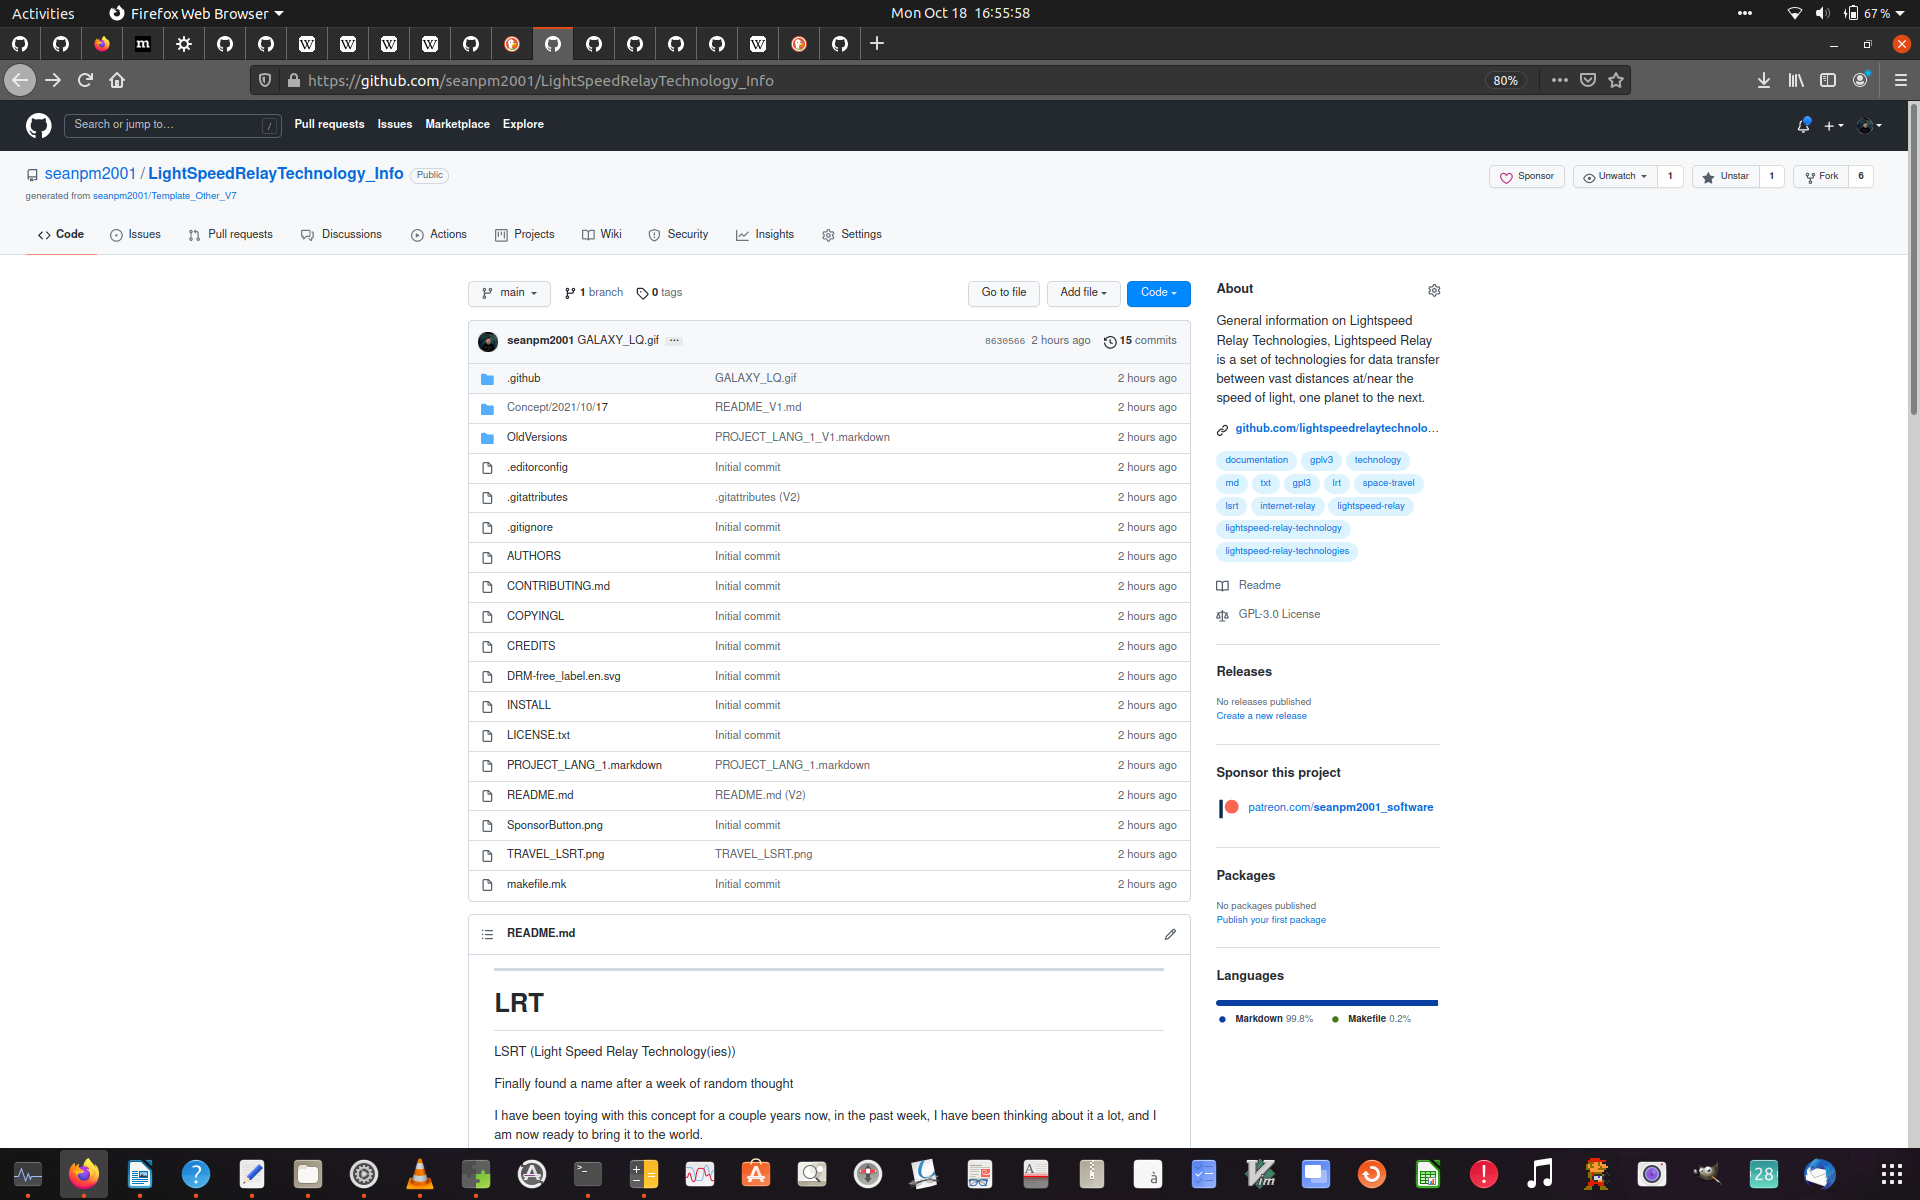 Activities
Firefox Web Browser
Mon Oct 18 16:55:58
67 %
https://github.com/seanpm2001/LightSpeedRelayTechnology_Info
80%
Search or jump to…
/
Pull requests
Issues
Marketplace
Explore
seanpm2001 / LightSpeedRelayTechnology_Info
Public
generated from seanpm2001/Template_Other_V7
Sponsor
Unwatch
1
Unstar
1
Fork
6
Code
Issues
Pull requests
Discussions
Actions
Projects
Wiki
Security
Insights
Settings
main
1 branch
0 tags
Go to file
Add file
Code
seanpm2001 GALAXY_LQ.gif
8630566 2 hours ago
15 commits
.github GALAXY_LQ.gif 2 hours ago
Concept/2021/10/17 README_V1.md 2 hours ago
OldVersions PROJECT_LANG_1_V1.markdown 2 hours ago
.editorconfig Initial commit 2 hours ago
.gitattributes .gitattributes (V2) 2 hours ago
.gitignore Initial commit 2 hours ago
AUTHORS Initial commit 2 hours ago
CONTRIBUTING.md Initial commit 2 hours ago
COPYINGL Initial commit 2 hours ago
CREDITS Initial commit 2 hours ago
DRM-free_label.en.svg Initial commit 2 hours ago
INSTALL Initial commit 2 hours ago
LICENSE.txt Initial commit 2 hours ago
PROJECT_LANG_1.markdown PROJECT_LANG_1.markdown 2 hours ago
README.md README.md (V2) 2 hours ago
SponsorButton.png Initial commit 2 hours ago
TRAVEL_LSRT.png TRAVEL_LSRT.png 2 hours ago
makefile.mk Initial commit 2 hours ago
README.md
LRT
LSRT (Light Speed Relay Technology(ies))
Finally found a name after a week of random thought
I have been toying with this concept for a couple years now, in the past week, I have been thinking about it a lot, and I
am now ready to bring it to the world.
About
General information on Lightspeed
Relay Technologies, Lightspeed Relay
is a set of technologies for data transfer
between vast distances at/near the
speed of light, one planet to the next.
github.com/lightspeedrelaytechnolo…
documentation gplv3 technology
md txt gpl3 lrt space-travel
lsrt internet-relay lightspeed-relay
lightspeed-relay-technology
lightspeed-relay-technologies
Readme
GPL-3.0 License
Releases
No releases published
Create a new release
Sponsor this project
patreon.com/seanpm2001_software
Packages
No packages published
Publish your first package
Languages
Markdown 99.8%
Makefile 0.2%
28